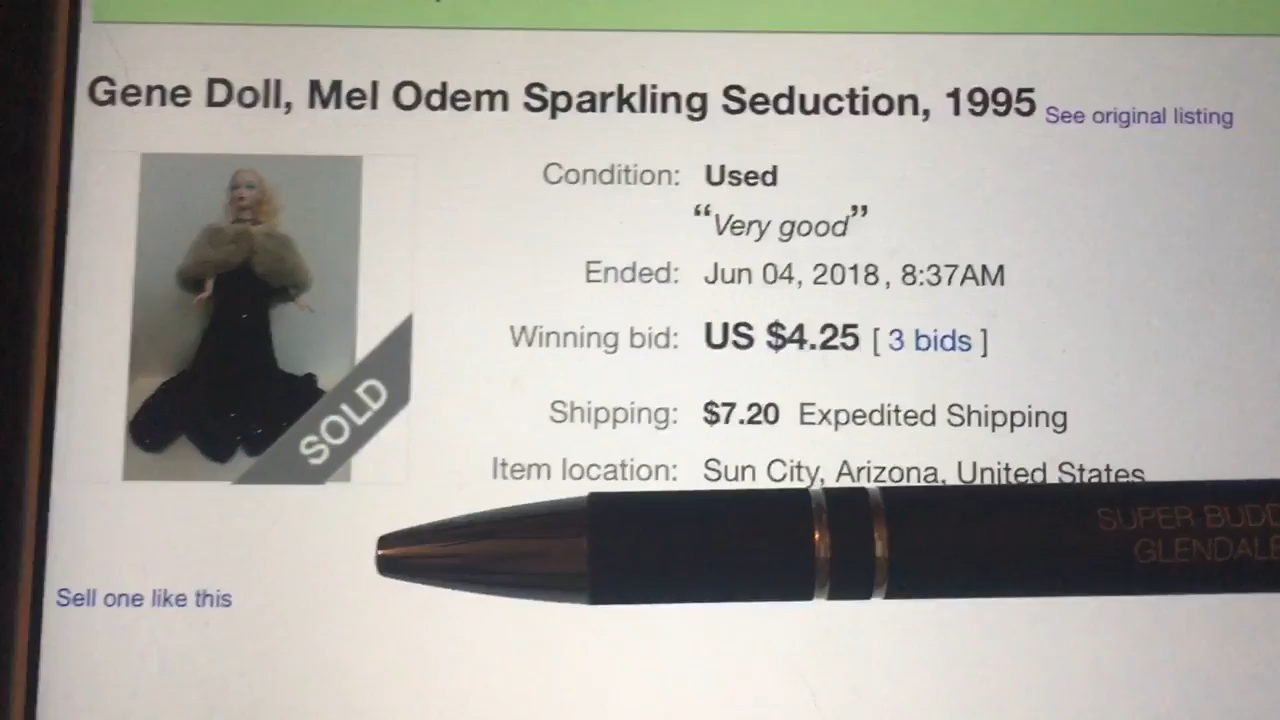 Gene Doll, Mel Odem Sparkling Seduction, 1995 See original listing
Condition: Used
“Very good”
Ended: Jun 04, 2018, 8:37AM
Winning bid: US $4.25 [ 3 bids ]
Shipping: $7.20 Expedited Shipping
Item location: Sun City, Arizona, United States
SOLD
SUPER
GLENDALE
Sell one like this